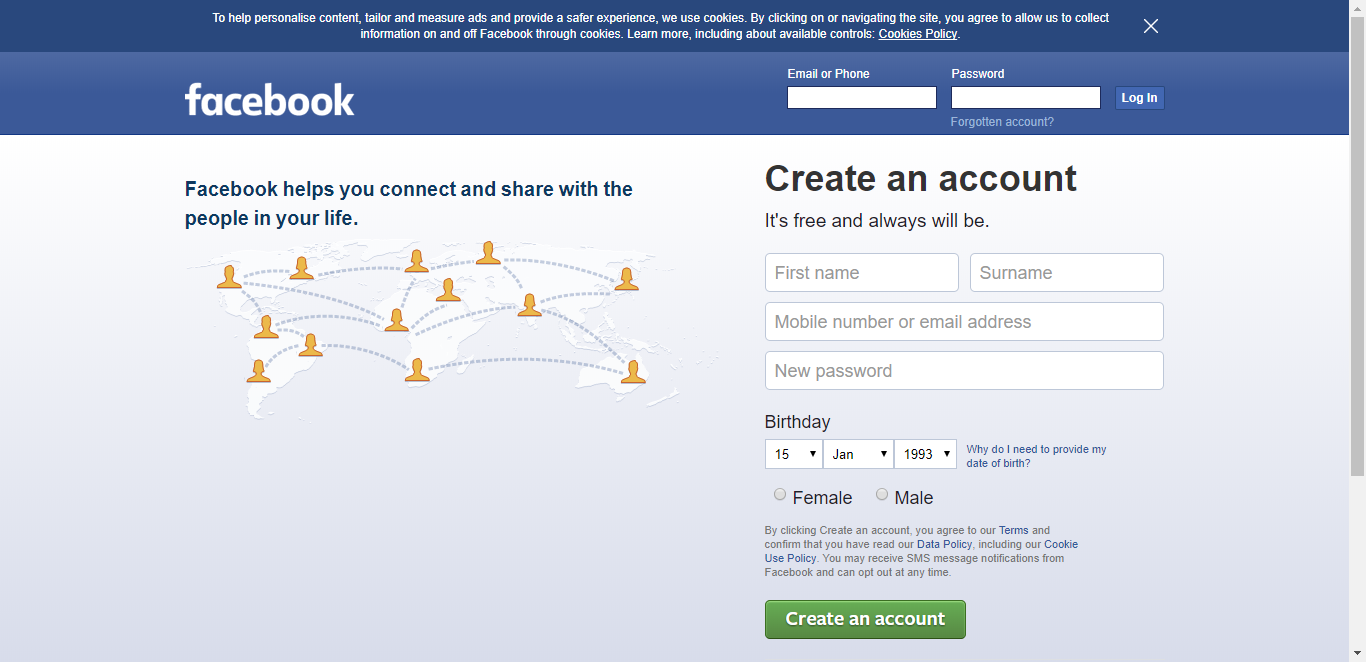 To help personalise content, tailor and measure ads and provide a safer experience, we use cookies. By clicking on or navigating the site, you agree to allow us to collect
information on and off Facebook through cookies. Learn more, including about available controls: Cookies Policy.
facebook
Email or Phone
Password
Log In
Forgotten account?
Facebook helps you connect and share with the
people in your life.
Create an account
It's free and always will be.
First name
Surname
Mobile number or email address
New password
Birthday
15
Jan
1993
Why do I need to provide my
date of birth?
Female
Male
By clicking Create an account, you agree to our Terms and
confirm that you have read our Data Policy, including our Cookie
Use Policy. You may receive SMS message notifications from
Facebook and can opt out at any time.
Create an account